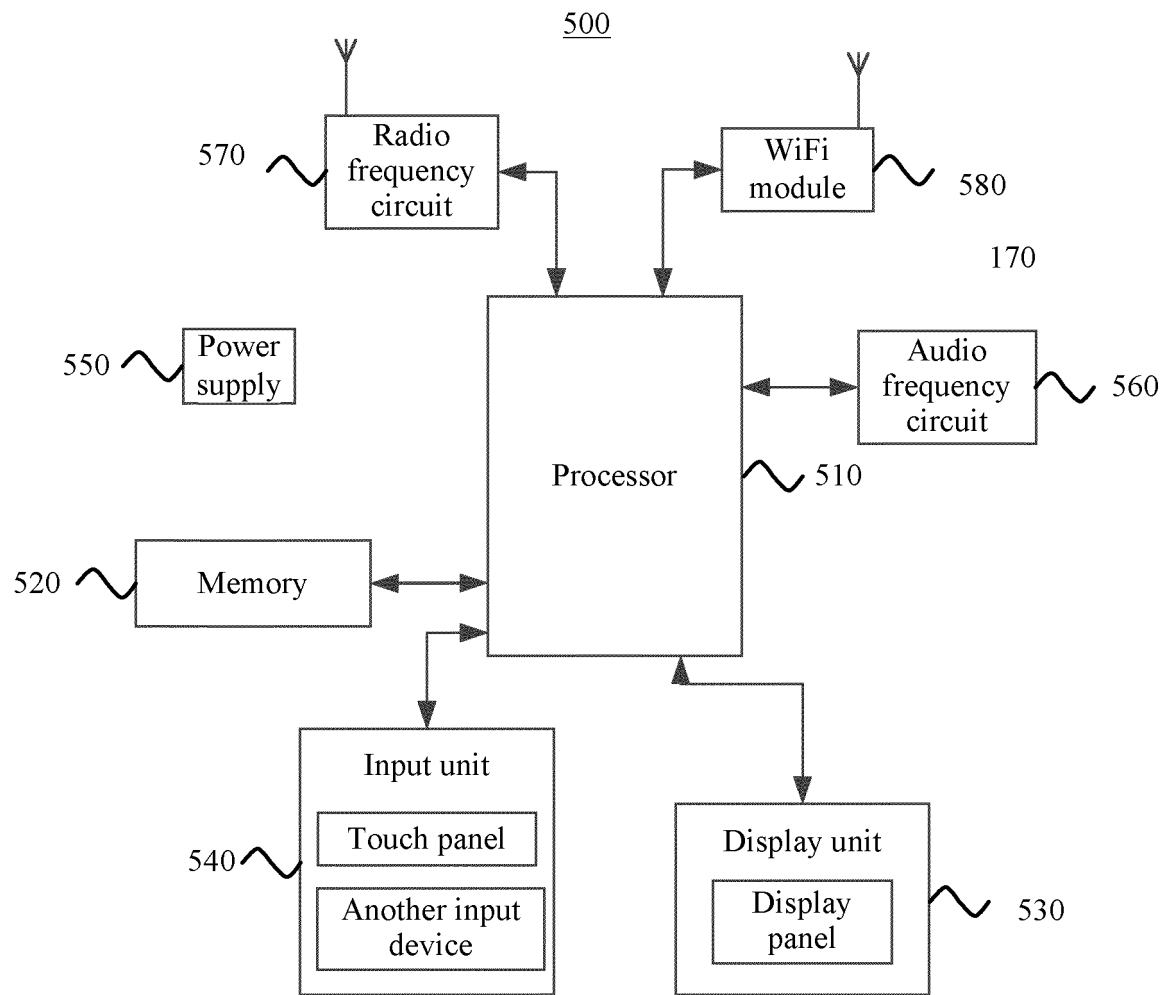 500
570
Radio
frequency
circuit
WiFi
module
580
170
550
Power
supply
Audio
frequency
circuit
560
Processor
510
520
Memory
Input unit
Touch panel
540
Another input
device
Display unit
Display
panel
530